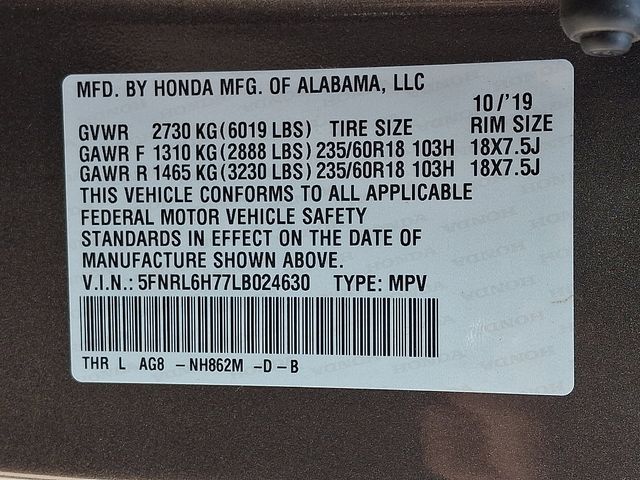 MFD. BY HONDA MFG. OF ALABAMA, LLC
10/'19
GVWR 2730 KG (6019 LBS) TIRE SIZE RIM SIZE
GAWR F 1310 KG (2888 LBS) 235/60R18 103H 18X7.5J
GAWR R 1465 KG (3230 LBS) 235/60R18 103H 18X7.5J
THIS VEHICLE CONFORMS TO ALL APPLICABLE
FEDERAL MOTOR VEHICLE SAFETY
STANDARDS IN EFFECT ON THE DATE OF
MANUFACTURE SHOWN ABOVE.
V.I.N.: 5FNRL6H77LB024630 TYPE: MPV
THR L AG8 -NH862M -D-B